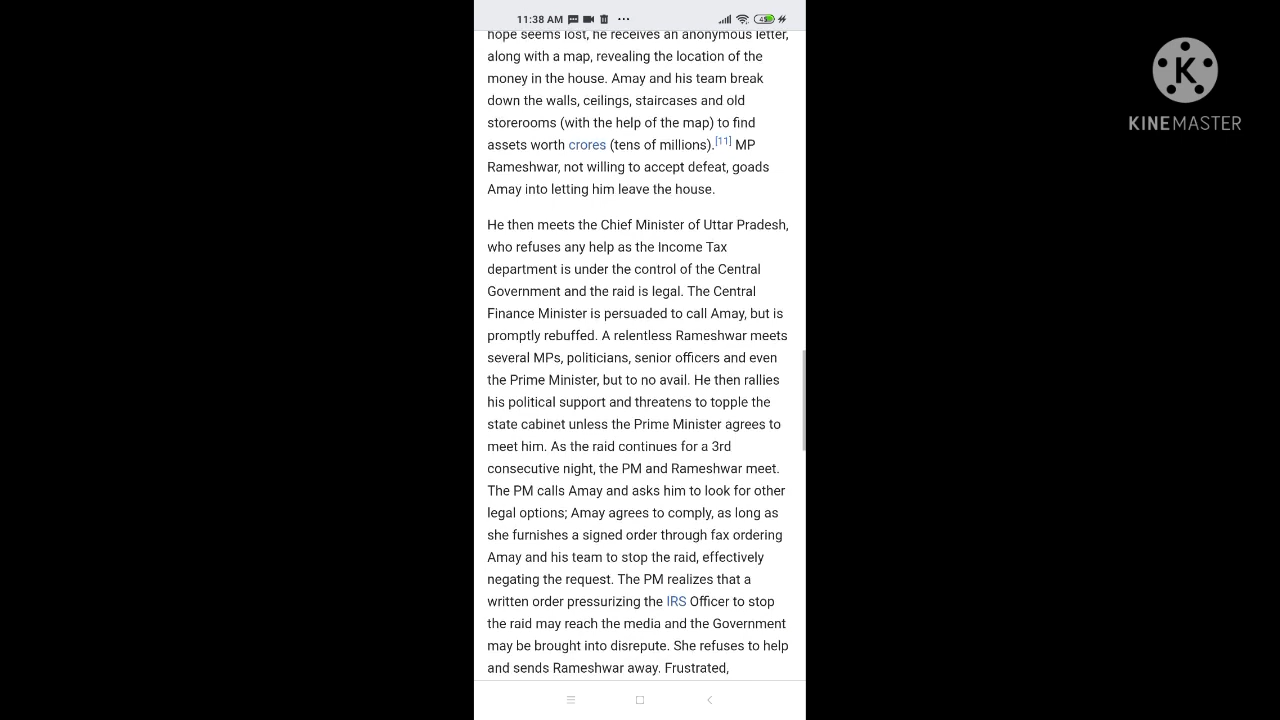 11:38 AM
45
hope seems lost, he receives an anonymous letter,
along with a map, revealing the location of the
money in the house. Amay and his team break
down the walls, ceilings, staircases and old
storerooms (with the help of the map) to find
assets worth crores (tens of millions).[11] MP
Rameshwar, not willing to accept defeat, goads
Amay into letting him leave the house.
He then meets the Chief Minister of Uttar Pradesh,
who refuses any help as the Income Tax
department is under the control of the Central
Government and the raid is legal. The Central
Finance Minister is persuaded to call Amay, but is
promptly rebuffed. A relentless Rameshwar meets
several MPs, politicians, senior officers and even
the Prime Minister, but to no avail. He then rallies
his political support and threatens to topple the
state cabinet unless the Prime Minister agrees to
meet him. As the raid continues for a 3rd
consecutive night, the PM and Rameshwar meet.
The PM calls Amay and asks him to look for other
legal options; Amay agrees to comply, as long as
she furnishes a signed order through fax ordering
Amay and his team to stop the raid, effectively
negating the request. The PM realizes that a
written order pressurizing the IRS Officer to stop
the raid may reach the media and the Government
may be brought into disrepute. She refuses to help
and sends Rameshwar away. Frustrated,
K
KINEMASTER